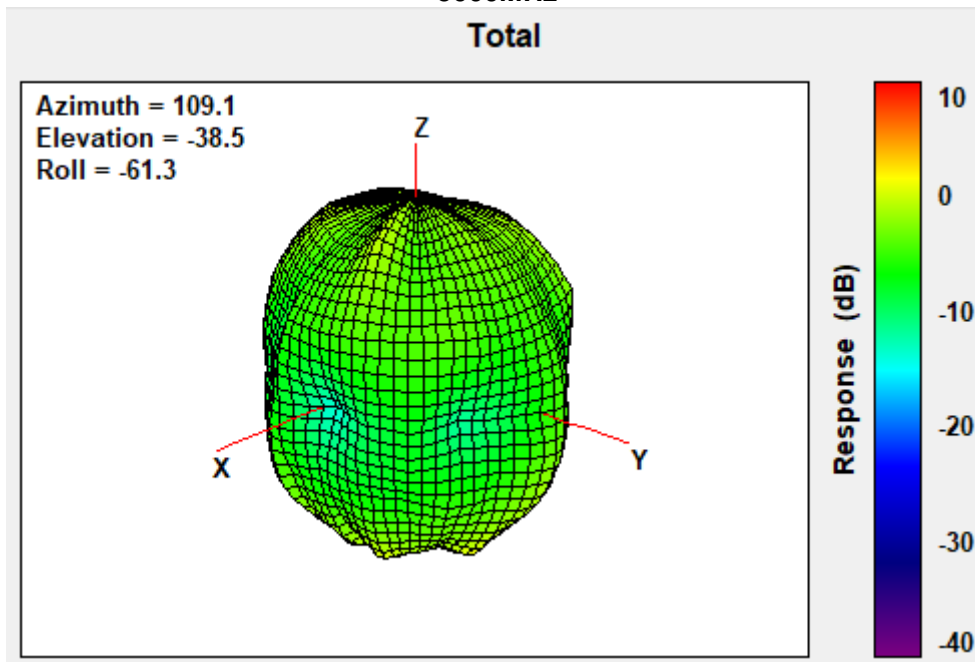 Total
Azimuth = 109.1
Elevation = -38.5
Roll = -61.3
Z
X
Y
10
0
-10
-20
-30
-40
Response (dB)